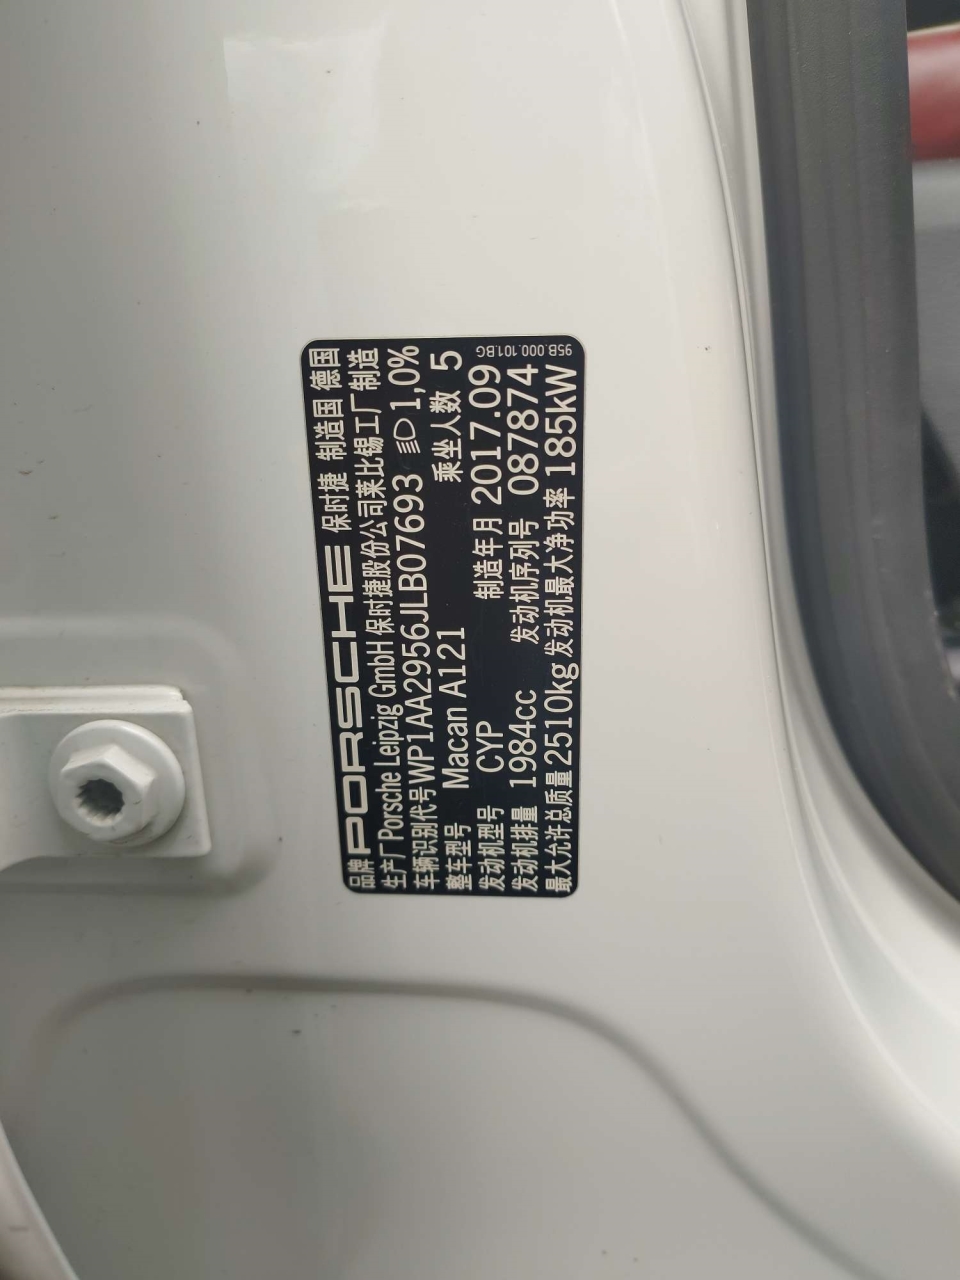 品牌 PORSCHE 保时捷 制造国 德国
生产厂 Porsche Leipzig GmbH 保时捷股份公司莱比锡工厂制造
车辆识别代号 WP1AA2956JLB07693 1,0%
整车型号 Macan A121 乘坐人数 5
发动机型号 CYP 制造年月 2017.09
发动机排量 1984cc 发动机序列号 087874
最大允许总质量 2510kg 发动机最大净功率 185kW
95B.000.101.BG